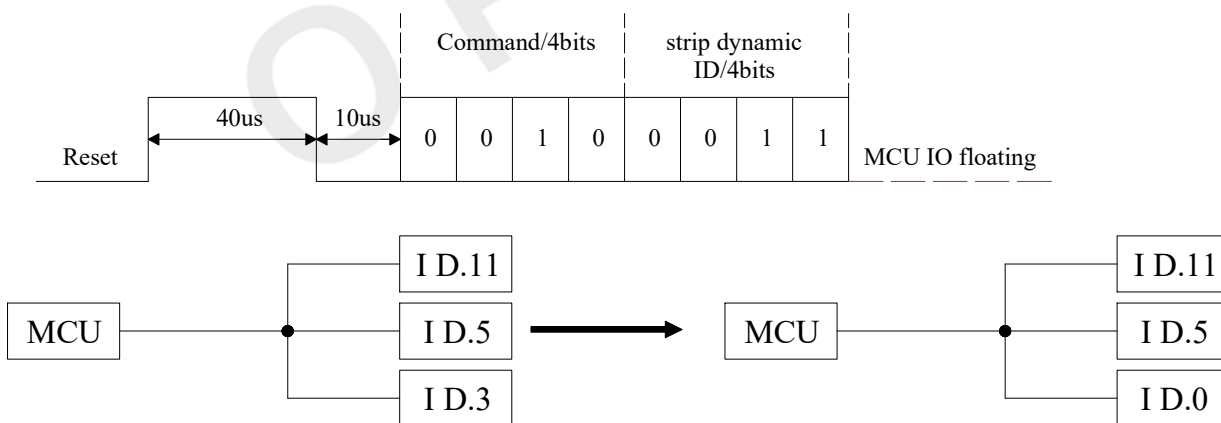 Command/4bits strip dynamic
ID/4bits
40us 10us 0 0 1 0 0 0 1 1
Reset MCU IO floating
I D.11 I D.11
MCU I D.5 MCU I D.5
I D.3 I D.0